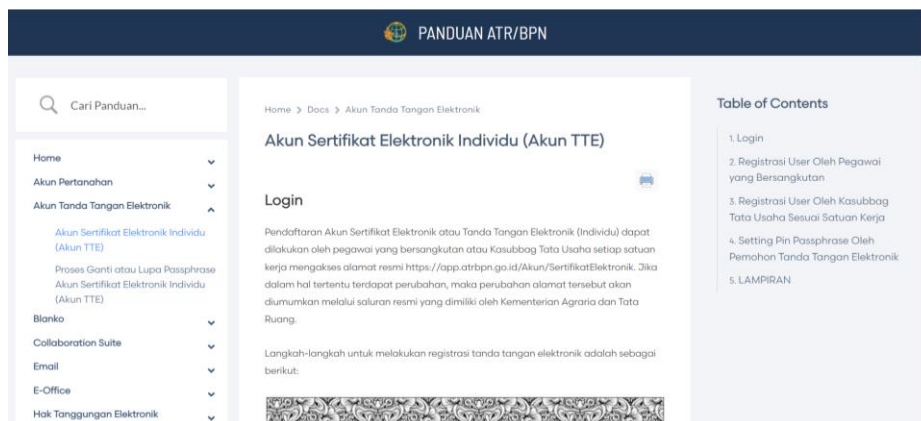 PANDUAN ATR/BPN
Cari Panduan...
Home
Akun Pertanahan
Akun Tanda Tangan Elektronik
Akun Sertifikat Elektronik Individu
(Akun TTE)
Proses Ganti atau Lupa Passphrase
Akun Sertifikat Elektronik Individu
(Akun TTE)
Blanko
Collaboration Suite
Email
E-Office
Hak Tanggungan Elektronik
Home > Docs > Akun Tanda Tangan Elektronik
Akun Sertifikat Elektronik Individu (Akun TTE)
Login
Pendaftaran Akun Sertifikat Elektronik atau Tanda Tangan Elektronik (Individu) dapat
dilakukan oleh pegawai yang bersangkutan atau Kasubbag Tata Usaha setiap satuan
kerja mengakses alamat resmi https://app.atrbpn.go.id/Akun/SertifikatElektronik. Jika
dalam hal tertentu terdapat perubahan, maka perubahan alamat tersebut akan
diumumkan melalui saluran resmi yang dimiliki oleh Kementerian Agraria dan Tata
Ruang.
Langkah-langkah untuk melakukan registrasi tanda tangan elektronik adalah sebagai
berikut:
Table of Contents
1. Login
2. Registrasi User Oleh Pegawai
yang Bersangkutan
3. Registrasi User Oleh Kasubbag
Tata Usaha Sesuai Satuan Kerja
4. Setting Pin Passphrase Oleh
Pemohon Tanda Tangan Elektronik
5. LAMPIRAN